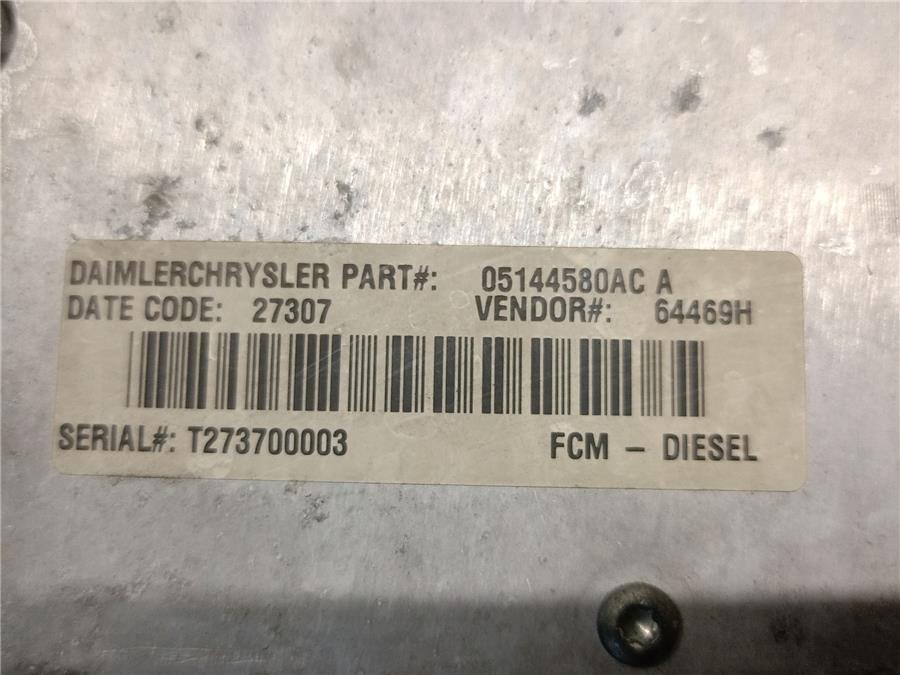 DAIMLERCHRYSLER PART#: 05144580AC A
DATE CODE: 27307 VENDOR#: 64469H
SERIAL#: T273700003 FCM - DIESEL